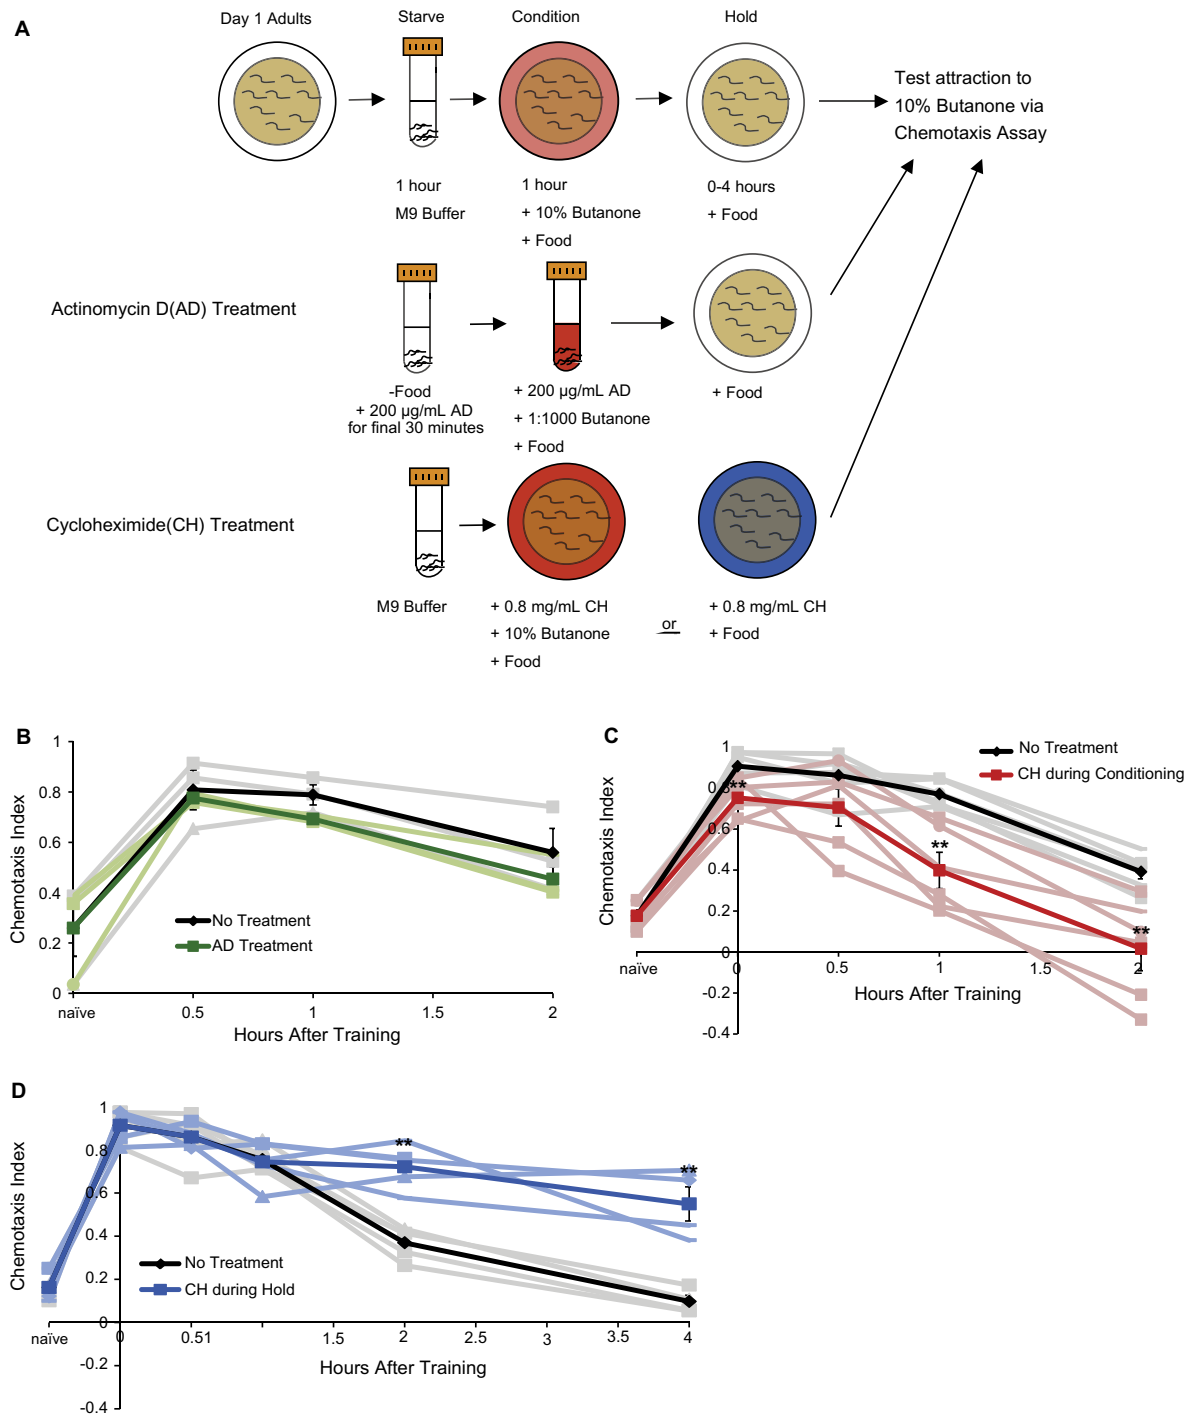 A
Day 1 Adults
Starve
Condition
Hold
Test attraction to
10% Butanone via
Chemotaxis Assay
1 hour
M9 Buffer
1 hour
+ 10% Butanone
+ Food
0-4 hours
+ Food
Actinomycin D(AD) Treatment
-Food
+ 200 µg/mL AD
for final 30 minutes
+ 200 µg/mL AD
+ 1:1000 Butanone
+ Food
+ Food
Cycloheximide(CH) Treatment
M9 Buffer
+ 0.8 mg/mL CH
+ 10% Butanone
+ Food
or
+ 0.8 mg/mL CH
+ Food
B
Chemotaxis Index
1
0.8
0.6
0.4
0.2
0
No Treatment
AD Treatment
naïve
0.5
1
1.5
2
Hours After Training
C
Chemotaxis Index
1
0.8
0.6
0.4
0.2
0
-0.2
-0.4
No Treatment
CH during Conditioning
**
**
**
naïve
0
0.5
1
1.5
2
Hours After Training
D
Chemotaxis Index
1
0.8
0.6
0.4
0.2
0
-0.2
-0.4
**
**
No Treatment
CH during Hold
naïve
0
0.51
1.5
2
2.5
3
3.5
4
Hours After Training